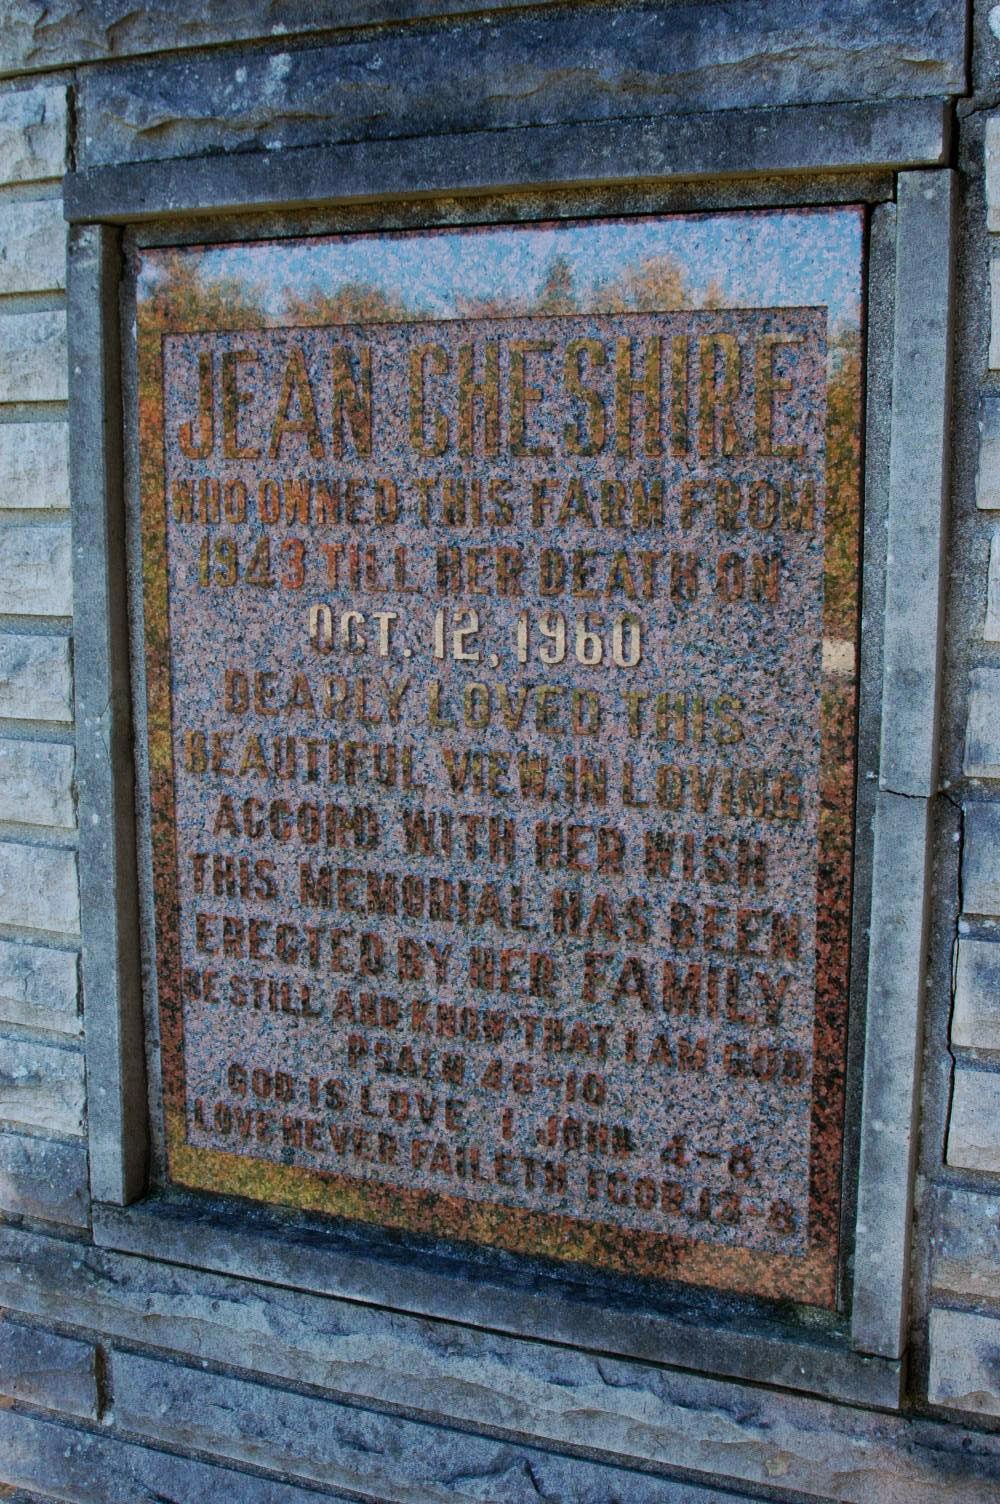 JEAN CHESHIRE
WHO OWNED THIS FARM FROM
1943 TILL HER DEATH ON
OCT. 12, 1960
DEARLY LOVED THIS
BEAUTIFUL VIEW. IN LOVING
ACCORD WITH HER WISH
THIS MEMORIAL HAS BEEN
ERECTED BY HER FAMILY
BE STILL AND KNOW THAT I AM GOD
PSALM 46-10
GOD IS LOVE I JOHN 4-8
LOVE NEVER FAILETH 1COR.13-8